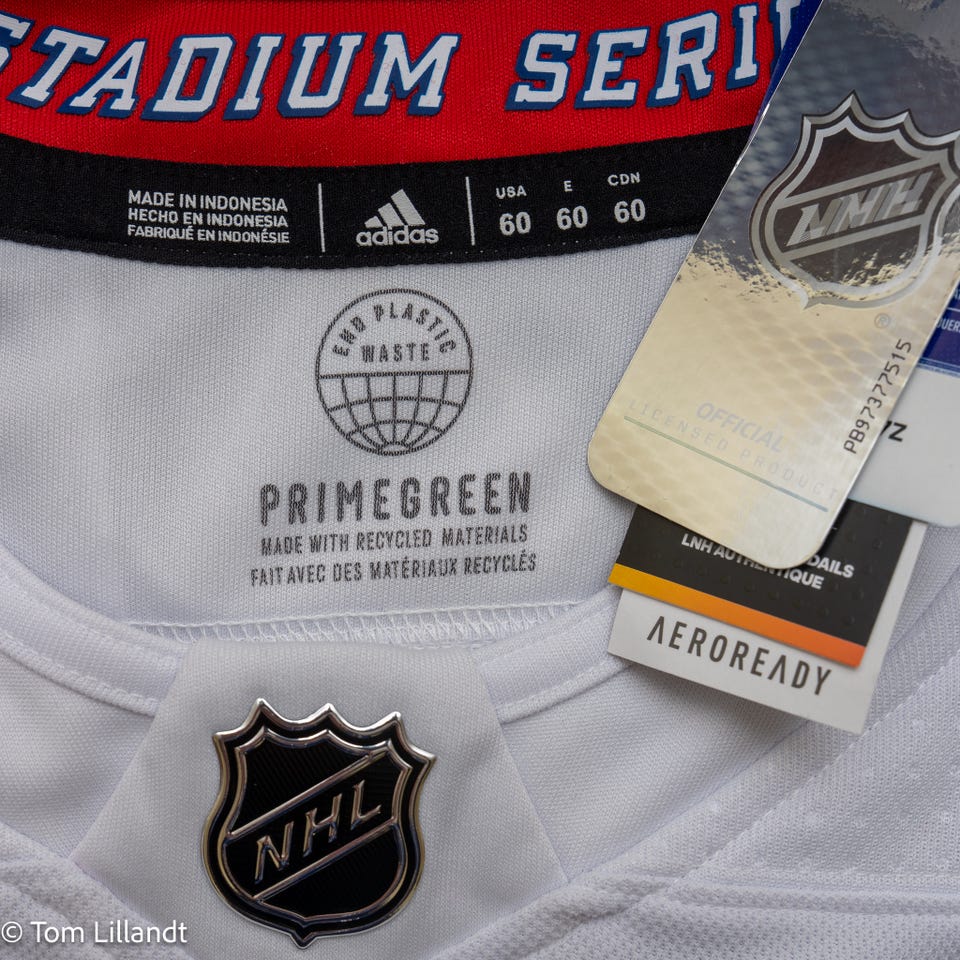 STADIUM SERI
MADE IN INDONESIA
HECHO EN INDONESIA
FABRIQUÉ EN INDONÉSIE
adidas
USA E CDN
60 60 60
END PLASTIC
WASTE
PRIMEGREEN
MADE WITH RECYCLED MATERIALS
FAIT AVEC DES MATÉRIAUX RECYCLÉS
NHL
®
OFFICIAL
LICENSED PRODUCT
PB97377515
LNH
AEROREADY
NHL
© Tom Lillandt